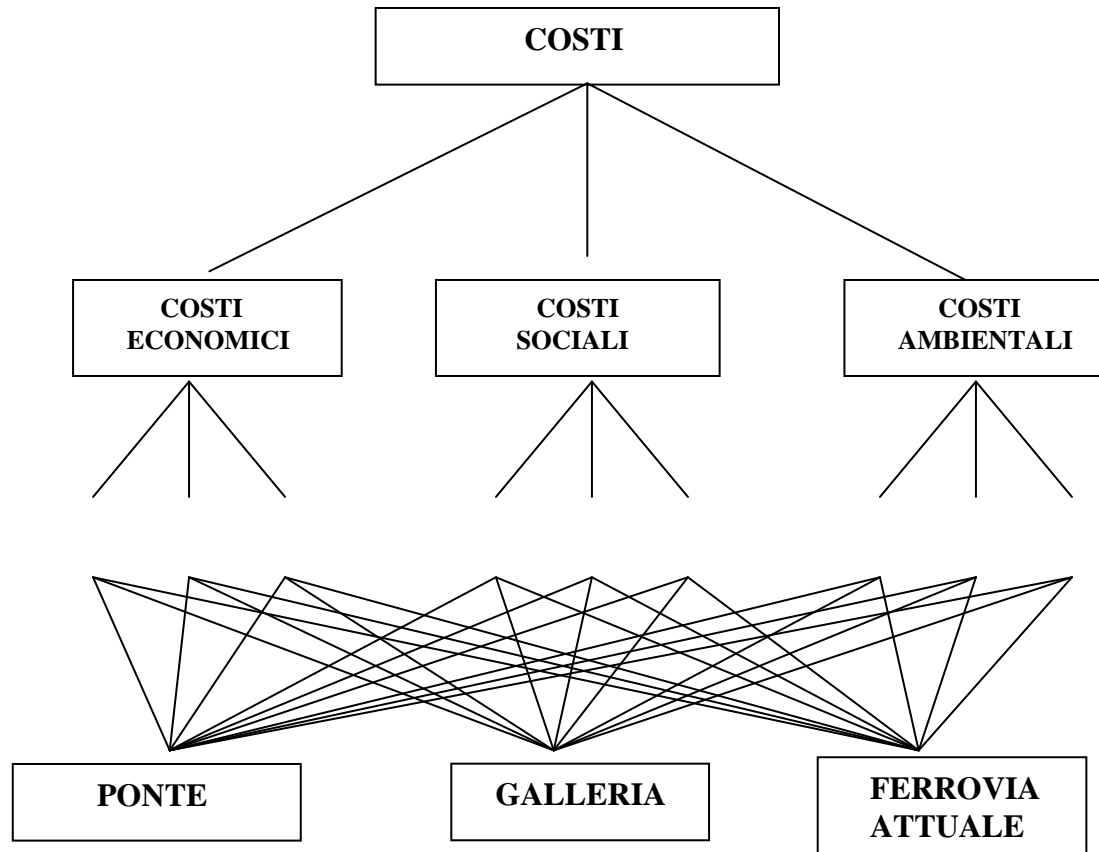 COSTI
COSTI
ECONOMICI
COSTI
SOCIALI
COSTI
AMBIENTALI
PONTE
GALLERIA
FERROVIA
ATTUALE